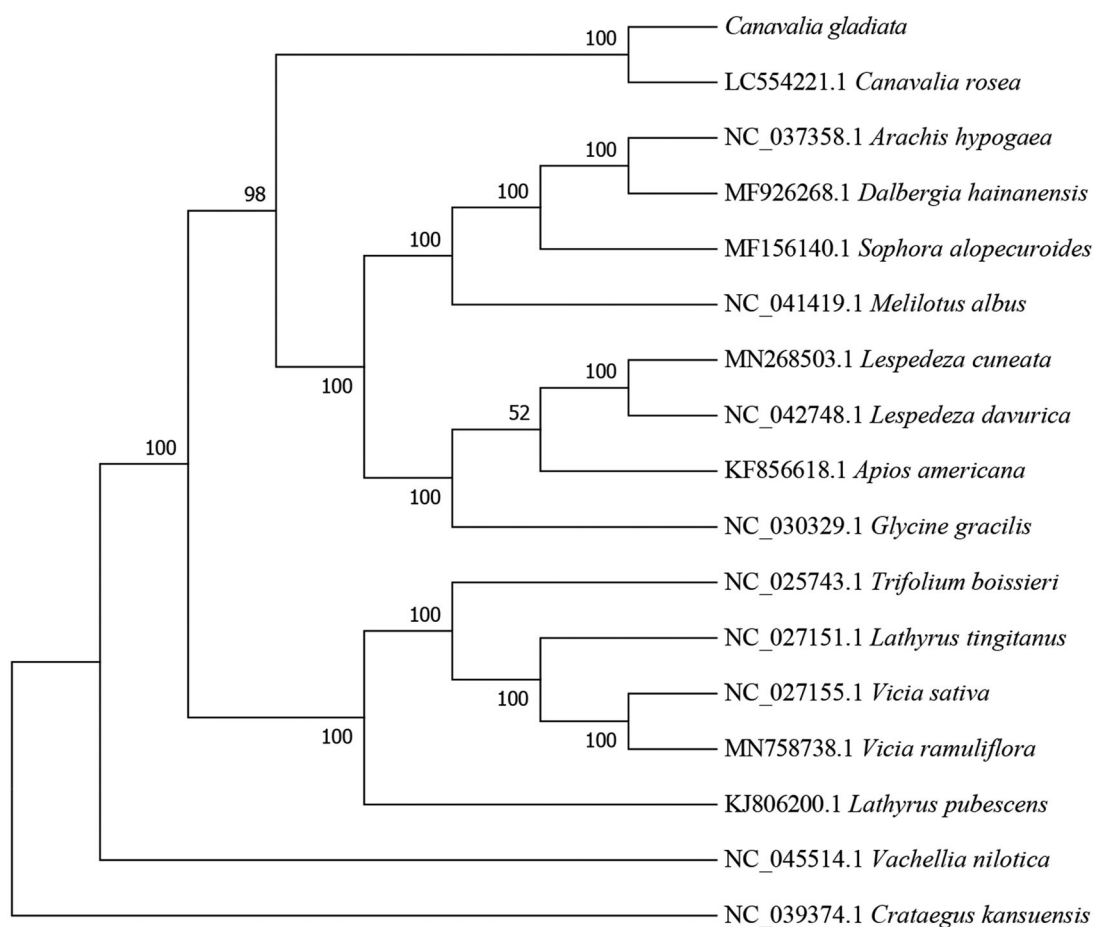 100
Canavalia gladiata
LC554221.1 Canavalia rosea
98
100
NC_037358.1 Arachis hypogaea
100
MF926268.1 Dalbergia hainanensis
100
MF156140.1 Sophora alopecuroides
NC_041419.1 Melilotus albus
100
100
MN268503.1 Lespedeza cuneata
52
NC_042748.1 Lespedeza davurica
100
KF856618.1 Apios americana
100
NC_030329.1 Glycine gracilis
100
NC_025743.1 Trifolium boissieri
NC_027151.1 Lathyrus tingitanus
100
NC_027155.1 Vicia sativa
100
100
MN758738.1 Vicia ramuliflora
KJ806200.1 Lathyrus pubescens
NC_045514.1 Vachellia nilotica
NC_039374.1 Crataegus kansuensis